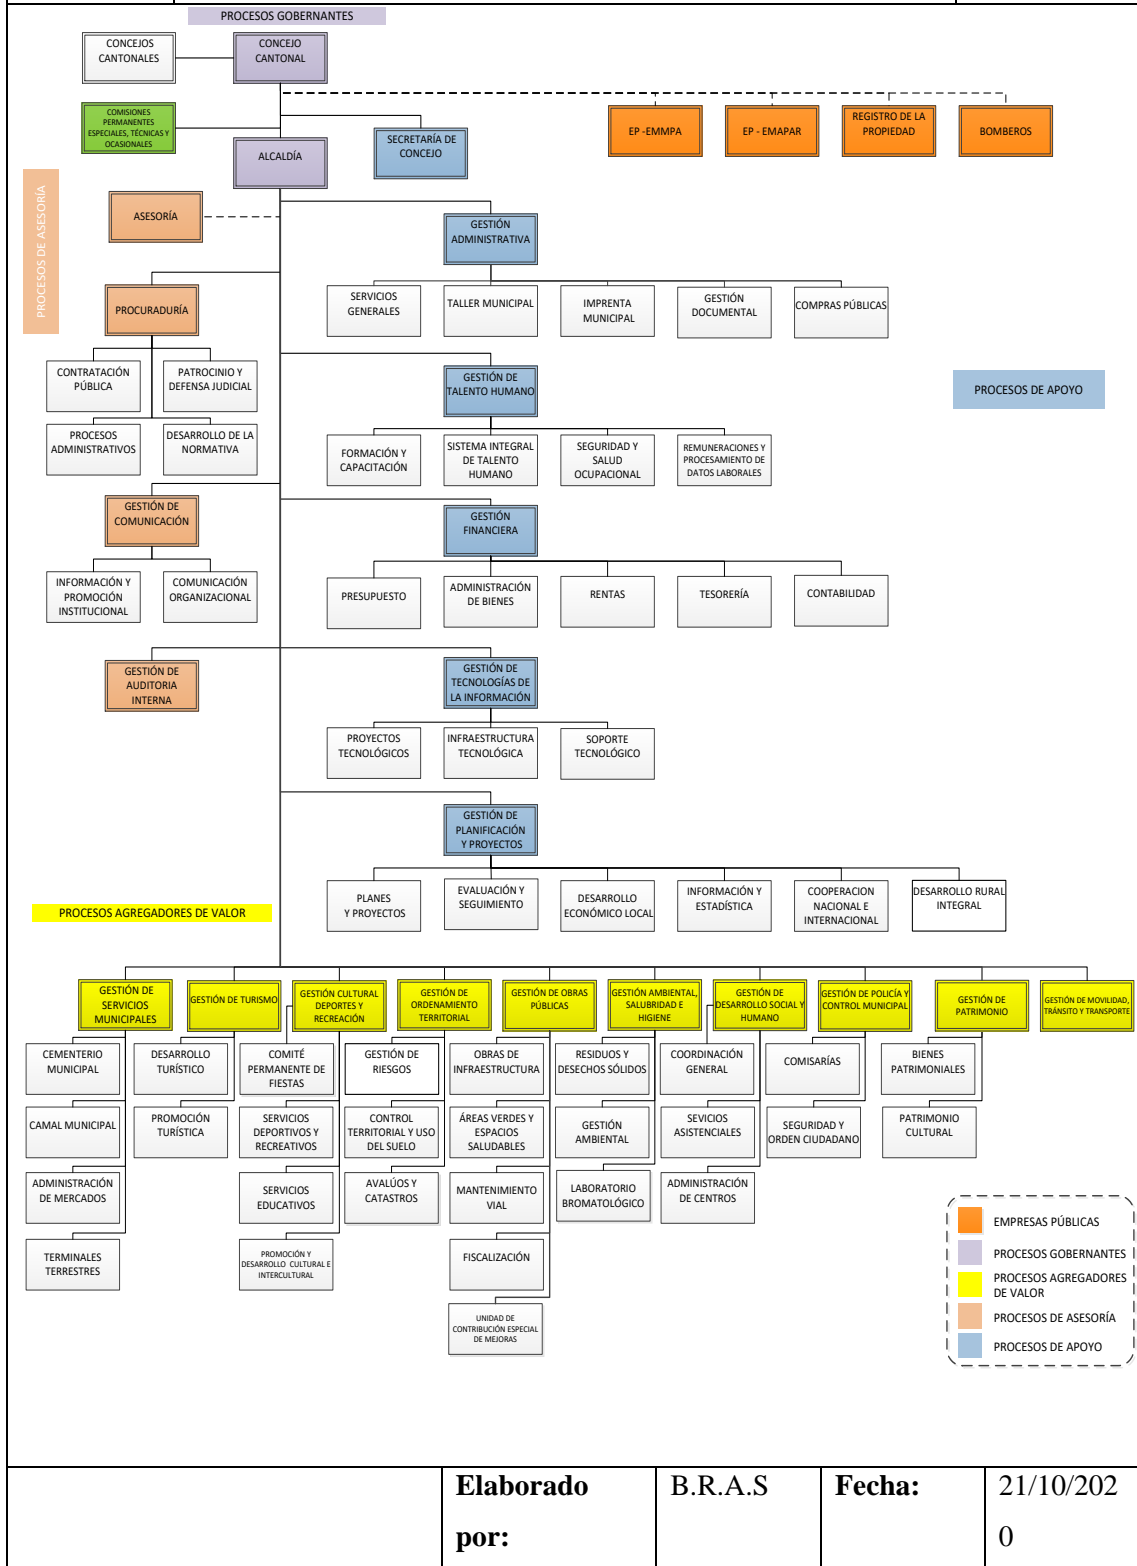 PROCESOS GOBERNANTES
CONCEJOS
CANTONALES
CONCEJO
CANTONAL
COMISIONES
PERMANENTES
ESPECIALES, TÉCNICAS Y
OCASIONALES
ALCALDÍA
SECRETARÍA DE
CONCEJO
EP -EMMPA
EP - EMAPAR
REGISTRO DE LA
PROPIEDAD
BOMBEROS
PROCESOS DE ASESORÍA
ASESORÍA
GESTIÓN
ADMINISTRATIVA
PROCURADURÍA
SERVICIOS
GENERALES
TALLER MUNICIPAL
IMPRENTA
MUNICIPAL
GESTIÓN
DOCUMENTAL
COMPRAS PÚBLICAS
CONTRATACIÓN
PÚBLICA
PATROCINIO Y
DEFENSA JUDICIAL
GESTIÓN DE
TALENTO HUMANO
PROCESOS DE APOYO
PROCESOS
ADMINISTRATIVOS
DESARROLLO DE LA
NORMATIVA
FORMACIÓN Y
CAPACITACIÓN
SISTEMA INTEGRAL
DE TALENTO
HUMANO
SEGURIDAD Y
SALUD
OCUPACIONAL
REMUNERACIONES Y
PROCESAMIENTO DE
DATOS LABORALES
GESTIÓN DE
COMUNICACIÓN
GESTIÓN
FINANCIERA
INFORMACIÓN Y
PROMOCIÓN
INSTITUCIONAL
COMUNICACIÓN
ORGANIZACIONAL
PRESUPUESTO
ADMINISTRACIÓN
DE BIENES
RENTAS
TESORERÍA
CONTABILIDAD
GESTIÓN DE
AUDITORIA
INTERNA
GESTIÓN DE
TECNOLOGÍAS DE
LA INFORMACIÓN
PROYECTOS
TECNOLÓGICOS
INFRAESTRUCTURA
TECNOLÓGICA
SOPORTE
TECNOLÓGICO
GESTIÓN DE
PLANIFICACIÓN
Y PROYECTOS
PLANES
Y PROYECTOS
EVALUACIÓN Y
SEGUIMIENTO
DESARROLLO
ECONÓMICO LOCAL
INFORMACIÓN Y
ESTADÍSTICA
COOPERACION
NACIONAL E
INTERNACIONAL
DESARROLLO RURAL
INTEGRAL
PROCESOS AGREGADORES DE VALOR
GESTIÓN DE
SERVICIOS
MUNICIPALES
GESTIÓN DE TURISMO
GESTIÓN CULTURAL
DEPORTES Y
RECREACIÓN
GESTIÓN DE
ORDENAMIENTO
TERRITORIAL
GESTIÓN DE OBRAS
PÚBLICAS
GESTIÓN AMBIENTAL,
SALUBRIDAD E
HIGIENE
GESTIÓN DE
DESARROLLO SOCIAL Y
HUMANO
GESTIÓN DE POLICÍA Y
CONTROL MUNICIPAL
GESTIÓN DE
PATRIMONIO
GESTIÓN DE MOVILIDAD,
TRÁNSITO Y TRANSPORTE
CEMENTERIO
MUNICIPAL
DESARROLLO
TURÍSTICO
COMITÉ
PERMANENTE DE
FIESTAS
GESTIÓN DE
RIESGOS
OBRAS DE
INFRAESTRUCTURA
RESIDUOS Y
DESECHOS SÓLIDOS
COORDINACIÓN
GENERAL
COMISARÍAS
BIENES
PATRIMONIALES
CAMAL MUNICIPAL
PROMOCIÓN
TURÍSTICA
SERVICIOS
DEPORTIVOS Y
RECREATIVOS
CONTROL
TERRITORIAL Y USO
DEL SUELO
ÁREAS VERDES Y
ESPACIOS
SALUDABLES
GESTIÓN
AMBIENTAL
SEVICIOS
ASISTENCIALES
SEGURIDAD Y
ORDEN CIUDADANO
PATRIMONIO
CULTURAL
ADMINISTRACIÓN
DE MERCADOS
SERVICIOS
EDUCATIVOS
AVALÚOS Y
CATASTROS
MANTENIMIENTO
VIAL
LABORATORIO
BROMATOLÓGICO
ADMINISTRACIÓN
DE CENTROS
TERMINALES
TERRESTRES
PROMOCIÓN Y
DESARROLLO CULTURAL E
INTERCULTURAL
FISCALIZACIÓN
UNIDAD DE
CONTRIBUCIÓN ESPECIAL
DE MEJORAS
EMPRESAS PÚBLICAS
PROCESOS GOBERNANTES
PROCESOS AGREGADORES
DE VALOR
PROCESOS DE ASESORÍA
PROCESOS DE APOYO
Elaborado
por:
B.R.A.S
Fecha:
21/10/202
0